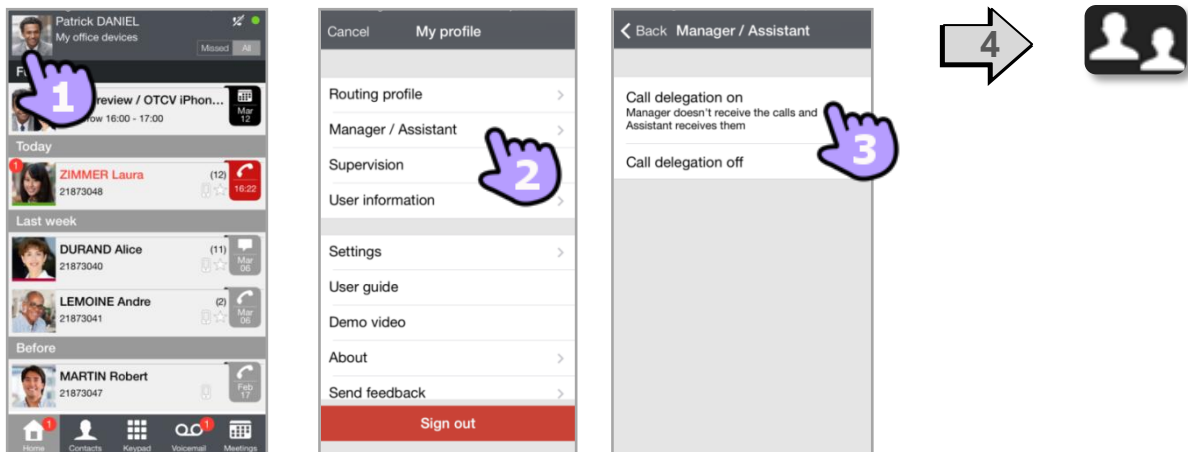 Patrick DANIEL
My office devices
Missed All
1
review / OTCV iPhon...
row 16:00 - 17:00
Mar
12
Today
1
ZIMMER Laura (12)
21873048
16:22
Last week
DURAND Alice (11)
21873040
Mar
06
LEMOINE Andre (2)
21873041
Mar
06
Before
MARTIN Robert
21873047
Feb
17
1
1
Home Contacts Keypad Voicemail Meetings
Cancel My profile
Routing profile
Manager / Assistant
Supervision
User information
2
Settings
User guide
Demo video
About
Send feedback
Sign out
Back Manager / Assistant
Call delegation on
Manager doesn't receive the calls and
Assistant receives them
Call delegation off
3
4